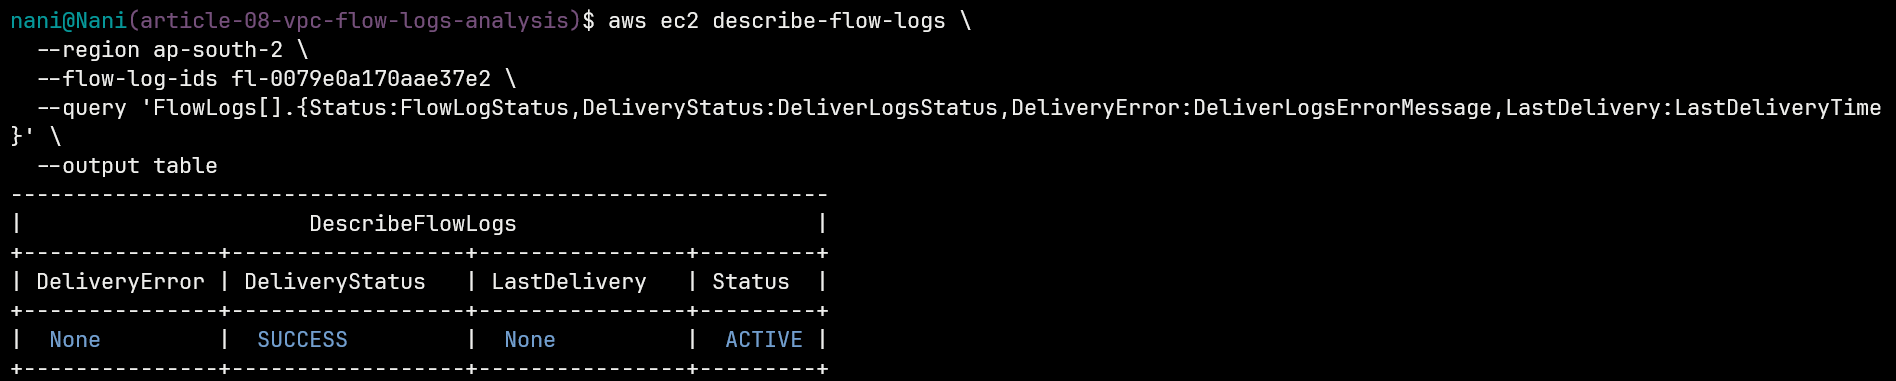 nani@Nani(article-08-vpc-flow-logs-analysis)$ aws ec2 describe-flow-logs \
  --region ap-south-2 \
  --flow-log-ids fl-0079e0a170aae37e2 \
  --query 'FlowLogs[].{Status:FlowLogStatus,DeliveryStatus:DeliverLogsStatus,DeliveryError:DeliverLogsErrorMessage,LastDelivery:LastDeliveryTime
}' \
  --output table
---------------------------------------------------------------
|                      DescribeFlowLogs                       |
+---------------+------------------+----------------+---------+
| DeliveryError | DeliveryStatus   | LastDelivery   | Status  |
+---------------+------------------+----------------+---------+
|  None         |  SUCCESS         |  None          |  ACTIVE |
+---------------+------------------+----------------+---------+